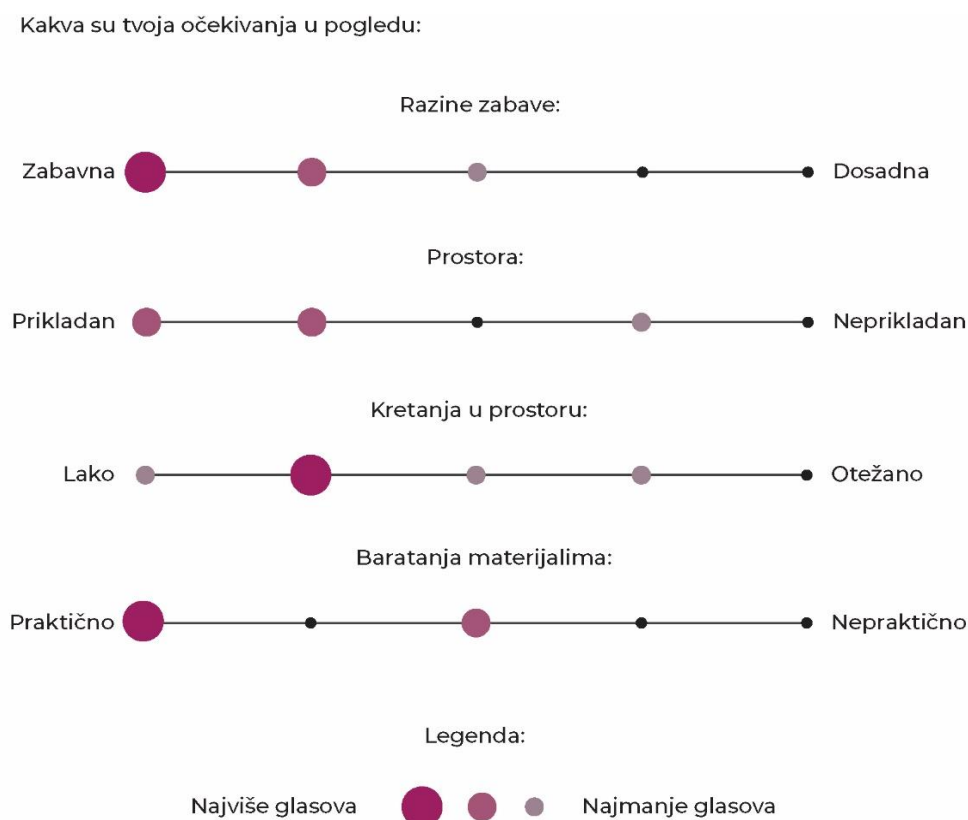 Kakva su tvoja očekivanja u pogledu:
Razine zabave:
Zabavna Dosadna
Prostora:
Prikladan Neprikladan
Kretanja u prostoru:
Lako Otežano
Baratanja materijalima:
Praktično Nepraktično
Legenda:
Najviše glasova Najmanje glasova